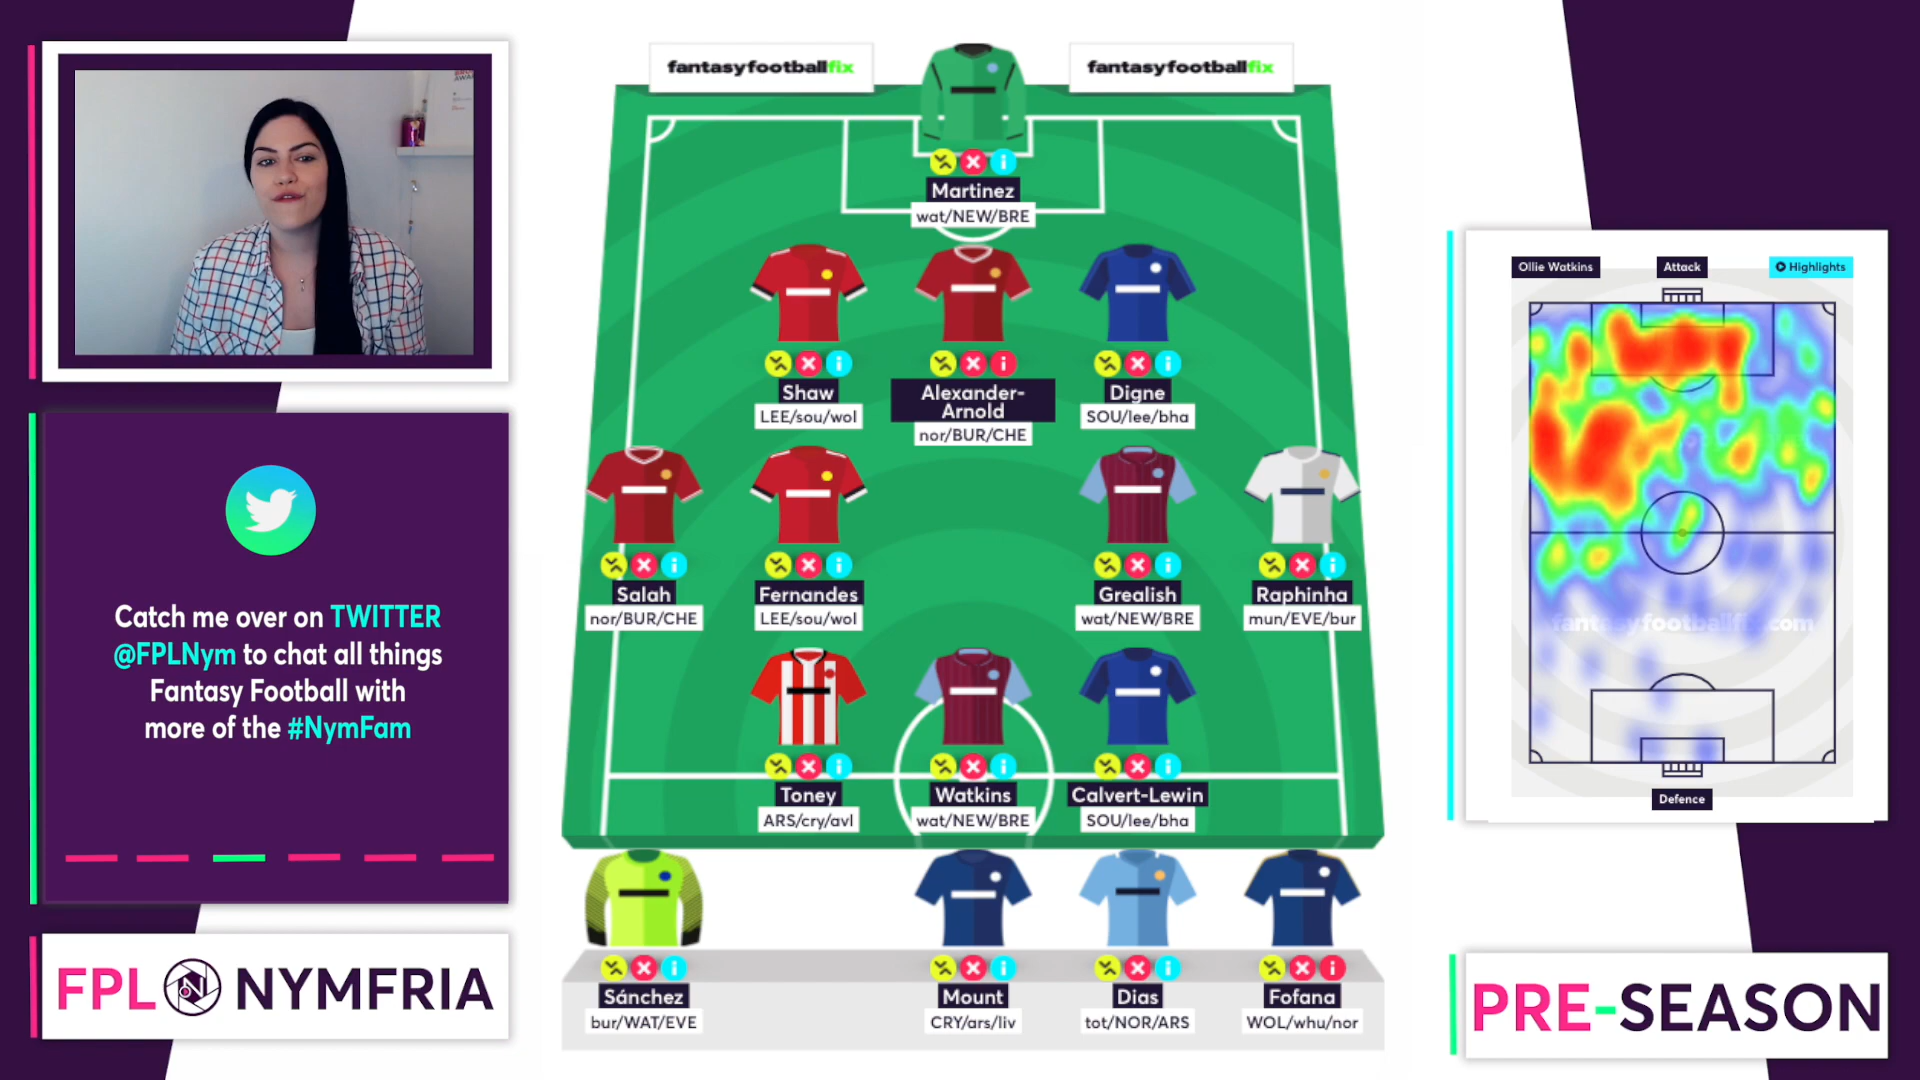 fantasyfootballfix
fantasyfootballfix
Martinez
wat/NEW/BRE
Shaw
LEE/sou/wol
Alexander-
Arnold
nor/BUR/CHE
Digne
SOU/lee/bha
Salah
nor/BUR/CHE
Fernandes
LEE/sou/wol
Grealish
wat/NEW/BRE
Raphinha
mun/EVE/bur
Toney
ARS/cry/avl
Watkins
wat/NEW/BRE
Calvert-Lewin
SOU/lee/bha
Sánchez
bur/WAT/EVE
Mount
CRY/ars/liv
Dias
tot/NOR/ARS
Fofana
WOL/whu/nor
Catch me over on TWITTER
@FPLNym to chat all things
Fantasy Football with
more of the #NymFam
FPL NYMFRIA
Ollie Watkins
Attack
Highlights
fantasyfootballfix.com
Defence
PRE-SEASON